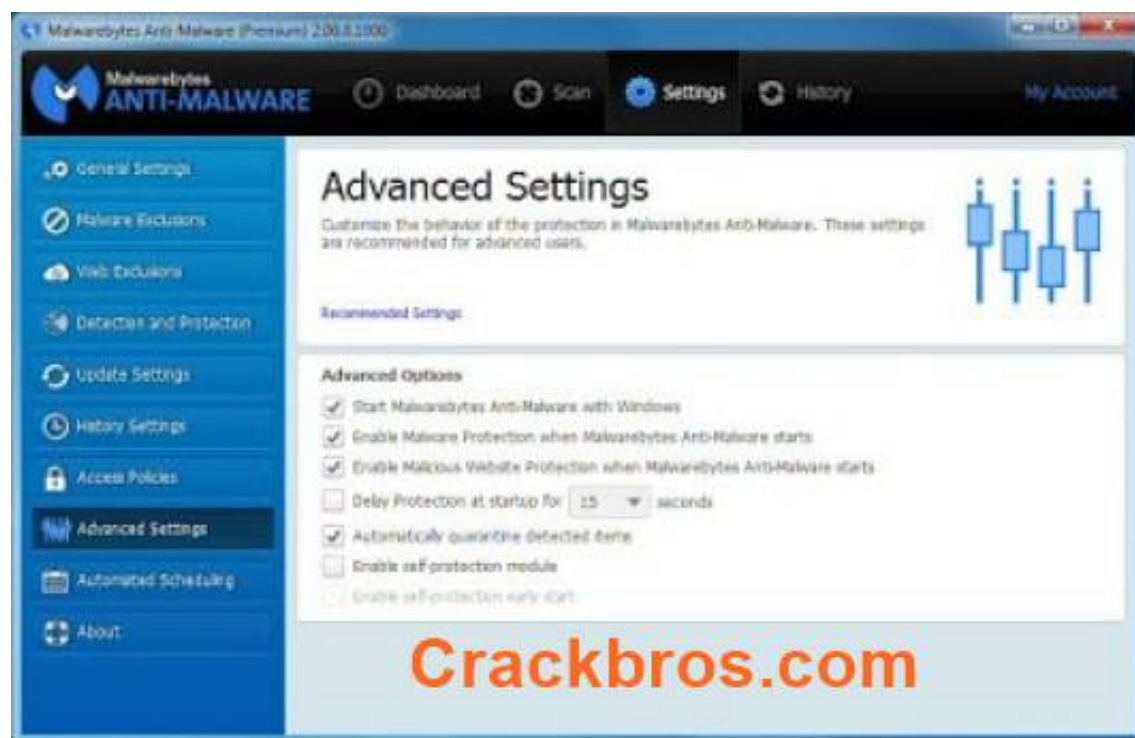 Malwarebytes Anti-Malware (Premium) 2.00.0.1000
Malwarebytes
ANTI-MALWARE
Dashboard
Scan
Settings
History
My Account
General Settings
Malware Exclusions
Web Exclusions
Detection and Protection
Update Settings
History Settings
Access Policies
Advanced Settings
Automated Scheduling
About
Advanced Settings
Customize the behavior of the protection in Malwarebytes Anti-Malware. These settings
are recommended for advanced users.
Recommended Settings
Advanced Options
Start Malwarebytes Anti-Malware with Windows
Enable Malware Protection when Malwarebytes Anti-Malware starts
Enable Malicious Website Protection when Malwarebytes Anti-Malware starts
Delay Protection at startup for 15 seconds
Automatically quarantine detected items
Enable self-protection module
Enable self-protection early start
Crackbros.com